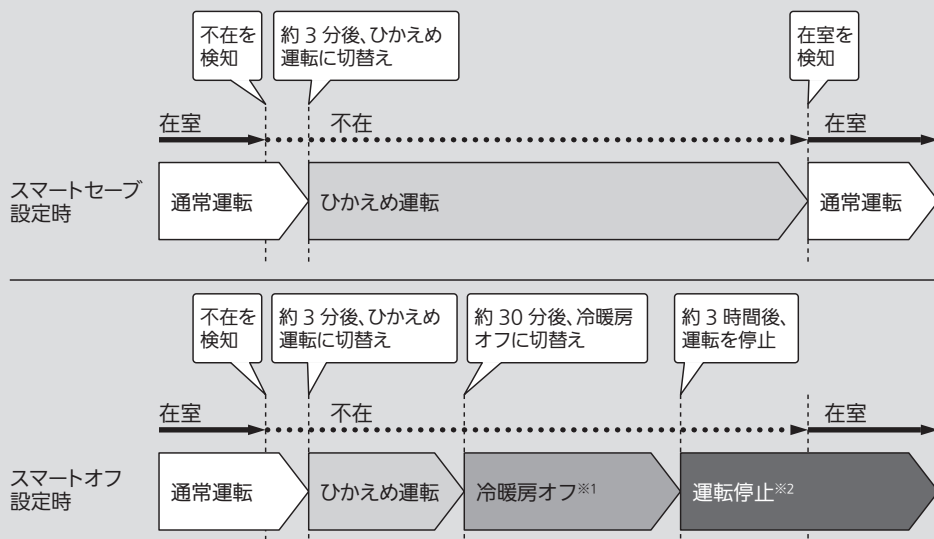 不在を
検知
約 3 分後、ひかえめ
運転に切替え
在室を
検知
在室
不在
在室
スマートセーブ
設定時
通常運転
ひかえめ運転
通常運転
不在を
検知
約 3 分後、ひかえめ
運転に切替え
約 30 分後、冷暖房
オフに切替え
約 3 時間後、
運転を停止
在室
不在
在室
スマートオフ
設定時
通常運転
ひかえめ運転
冷暖房オフ※1
運転停止※2